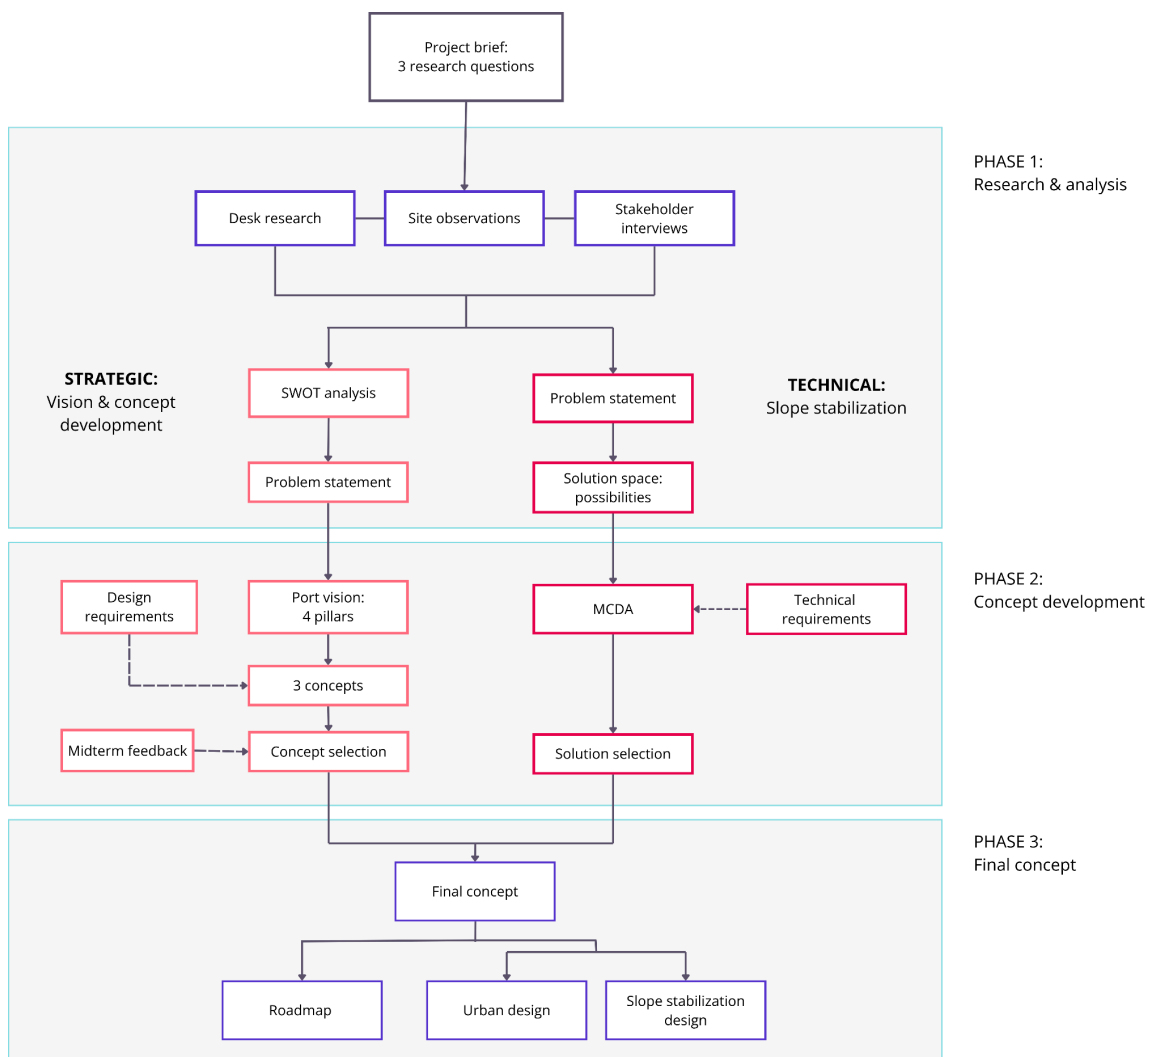 Project brief:
3 research questions
PHASE 1:
Research & analysis
Desk research
Site observations
Stakeholder
interviews
STRATEGIC:
Vision & concept
development
SWOT analysis
Problem statement
TECHNICAL:
Slope stabilization
Problem statement
Solution space:
possibilities
PHASE 2:
Concept development
Design
requirements
Port vision:
4 pillars
MCDA
Technical
requirements
3 concepts
Midterm feedback
Concept selection
Solution selection
PHASE 3:
Final concept
Final concept
Roadmap
Urban design
Slope stabilization
design